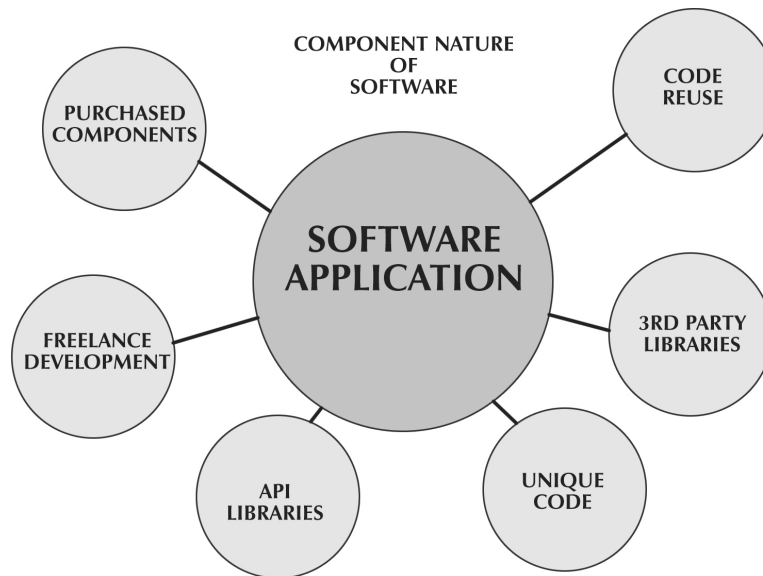 COMPONENT NATURE
OF
SOFTWARE
PURCHASED
COMPONENTS
CODE
REUSE
SOFTWARE
APPLICATION
FREELANCE
DEVELOPMENT
3RD PARTY
LIBRARIES
API
LIBRARIES
UNIQUE
CODE